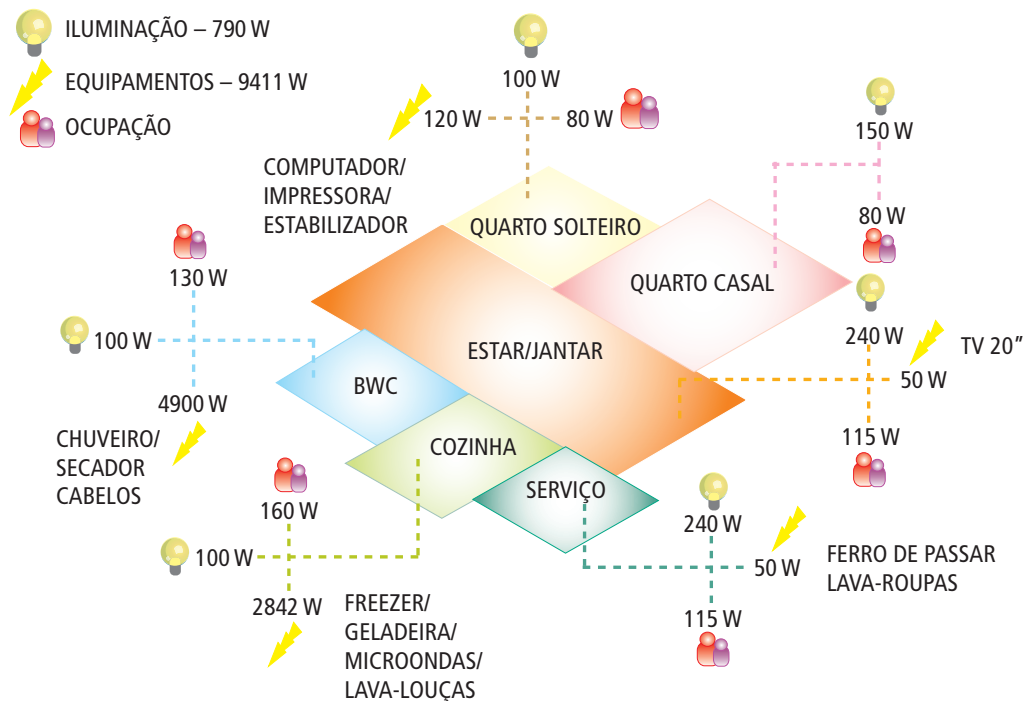 ILUMINAÇÃO – 790 W
EQUIPAMENTOS – 9411 W
OCUPAÇÃO
100 W
120 W
80 W
COMPUTADOR/
IMPRESSORA/
ESTABILIZADOR
150 W
80 W
QUARTO SOLTEIRO
QUARTO CASAL
130 W
100 W
4900 W
CHUVEIRO/
SECADOR
CABELOS
ESTAR/JANTAR
240 W
TV 20”
50 W
115 W
BWC
COZINHA
SERVIÇO
160 W
100 W
2842 W
FREEZER/
GELADEIRA/
MICROONDAS/
LAVA-LOUÇAS
240 W
50 W
FERRO DE PASSAR
LAVA-ROUPAS
115 W